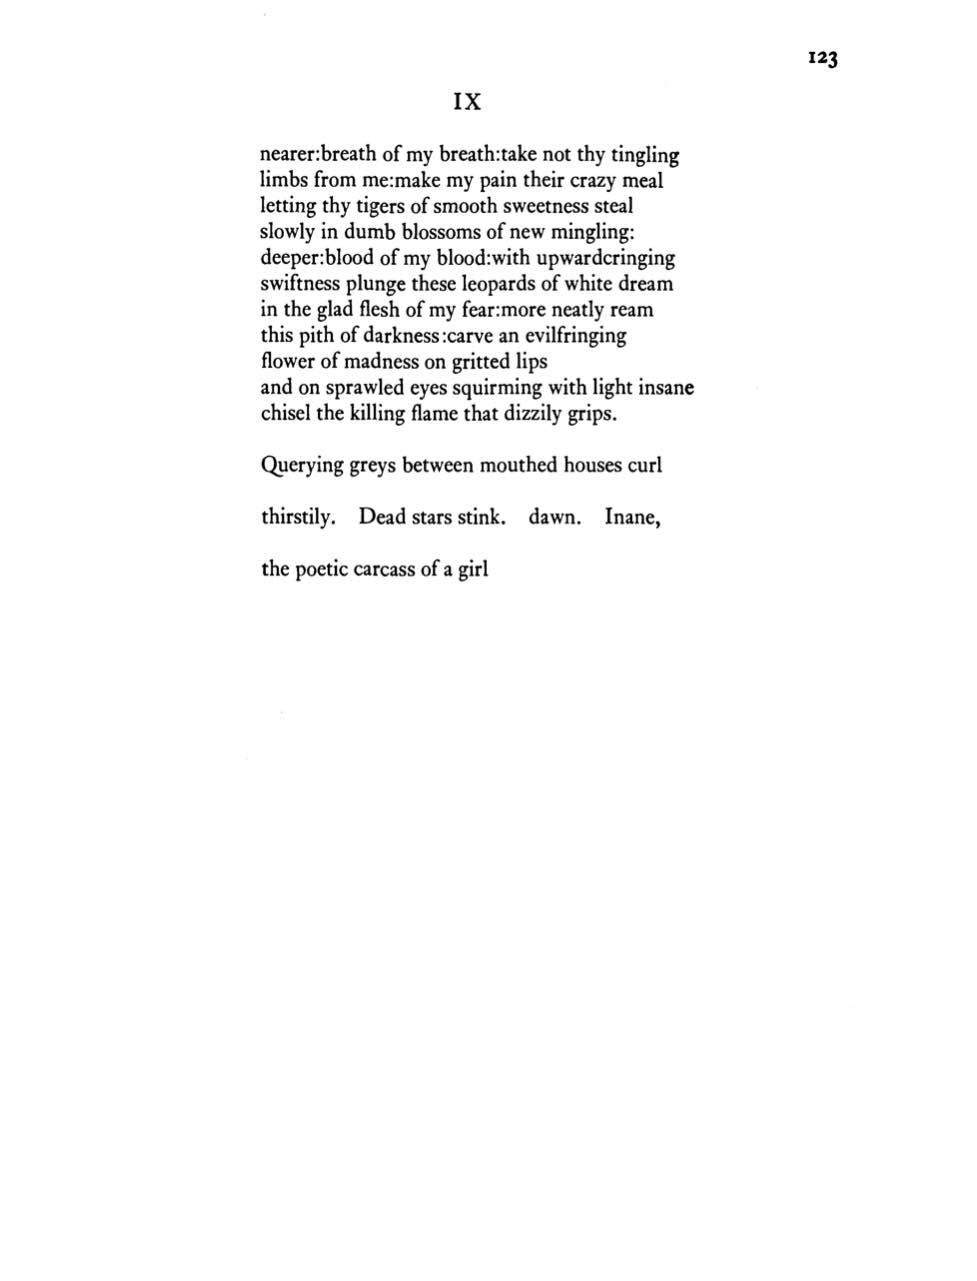 123
IX
nearer:breath of my breath:take not thy tingling
limbs from me:make my pain their crazy meal
letting thy tigers of smooth sweetness steal
slowly in dumb blossoms of new mingling:
deeper:blood of my blood:with upwardcringing
swiftness plunge these leopards of white dream
in the glad flesh of my fear:more neatly ream
this pith of darkness:carve an evilfringing
flower of madness on gritted lips
and on sprawled eyes squirming with light insane
chisel the killing flame that dizzily grips.
Querying greys between mouthed houses curl
thirstily.   Dead stars stink.   dawn.   Inane,
the poetic carcass of a girl